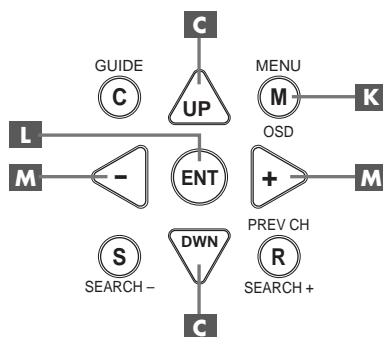 C
GUIDE MENU
C UP M K
L OSD
M - ENT + M
DWN PREV CH
S R
SEARCH – SEARCH +
C